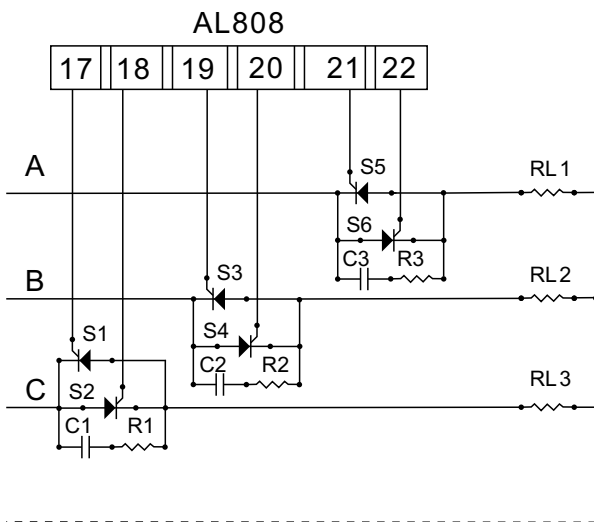 AL808
17 18 19 20 21 22
A
S5
RL1
S6
C3 R3
B
S3
RL2
S4
C2 R2
S1
C
S2
RL3
C1 R1